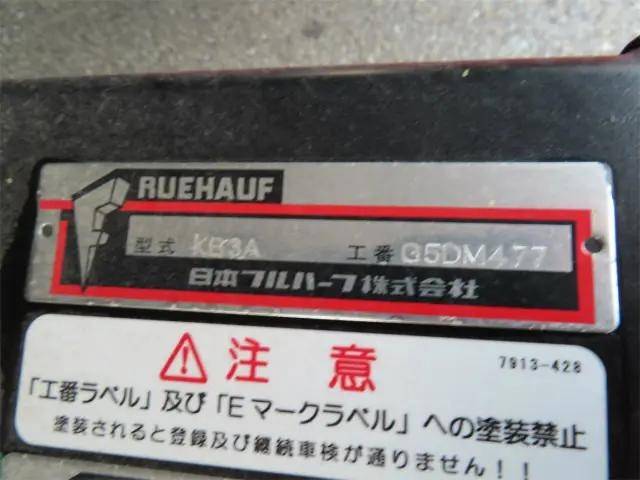 RUEHAUF
型式 KB3A 工番 G5DM477
日本フルハーフ株式会社
注意
7913-428
「工番ラベル」及び「Eマークラベル」への塗装禁止
塗装されると登録及び継続車検が通りません!!